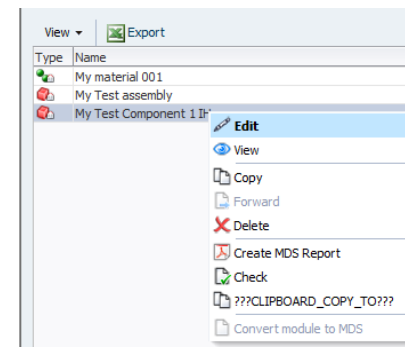 View Export
Type Name
My material 001
My Test assembly
My Test Component 1
Edit
View
Copy
Forward
Delete
Create MDS Report
Check
???CLIPBOARD_COPY_TO???
Convert module to MDS